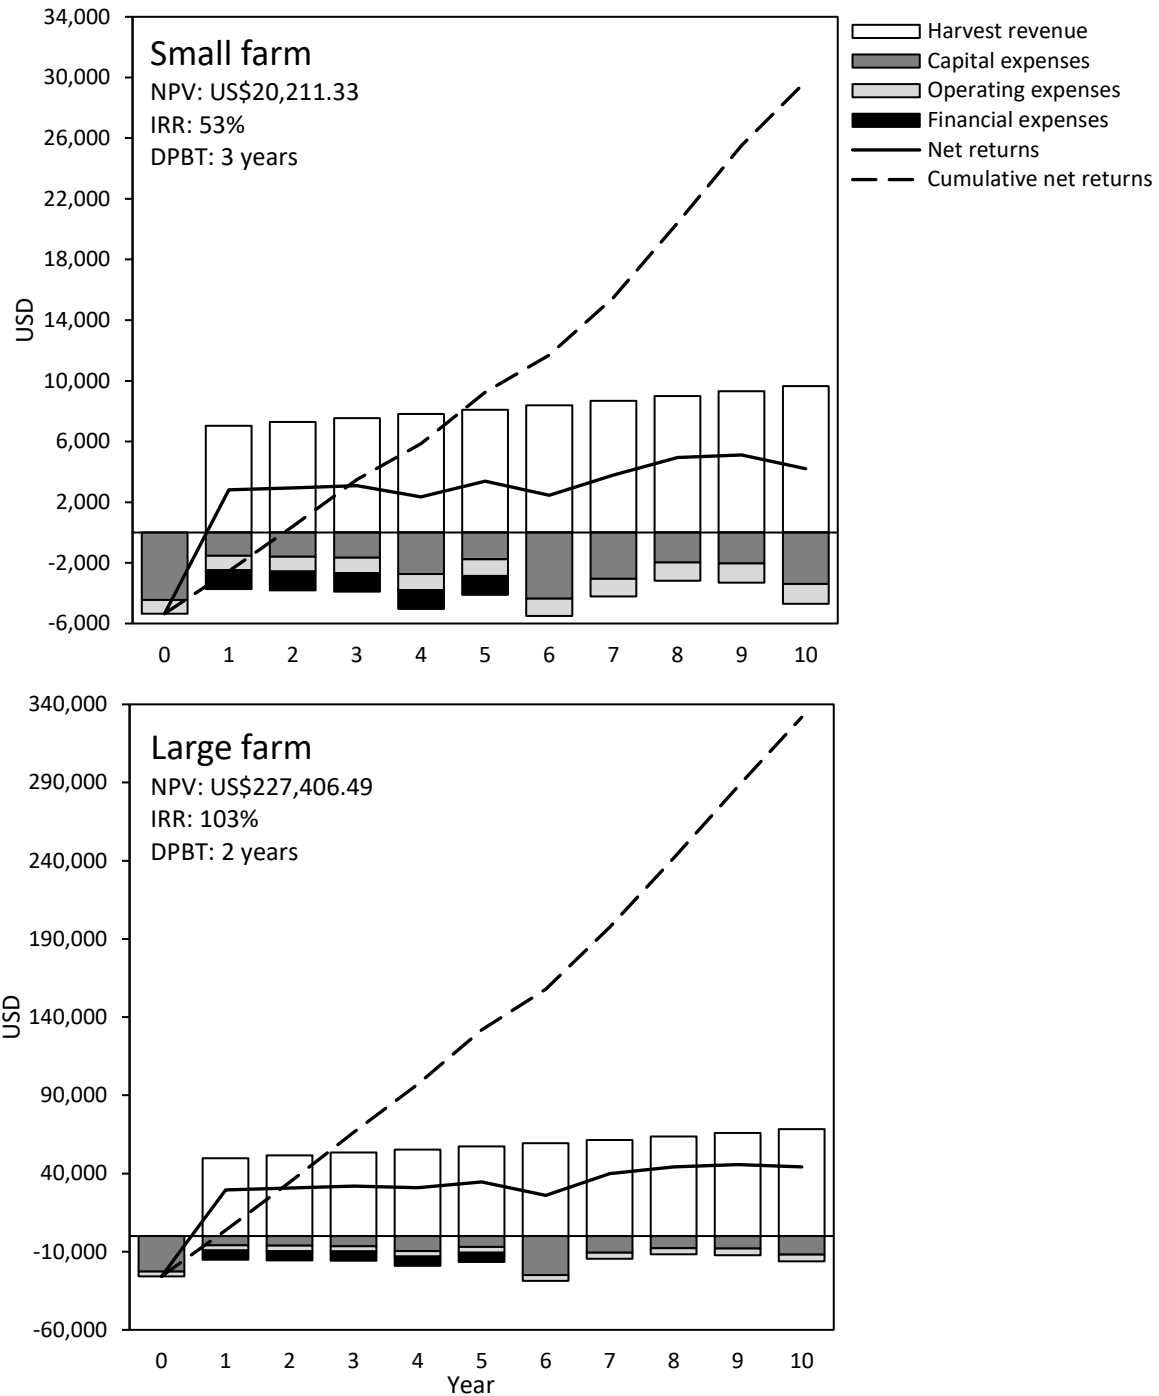 34,000
30,000
26,000
22,000
18,000
14,000
10,000
6,000
2,000
-2,000
-6,000
USD
Small farm
NPV: US$20,211.33
IRR: 53%
DPBT: 3 years
Harvest revenue
Capital expenses
Operating expenses
Financial expenses
Net returns
Cumulative net returns
0 1 2 3 4 5 6 7 8 9 10
340,000
290,000
240,000
190,000
140,000
90,000
40,000
-10,000
-60,000
USD
Large farm
NPV: US$227,406.49
IRR: 103%
DPBT: 2 years
0 1 2 3 4 5 6 7 8 9 10
Year